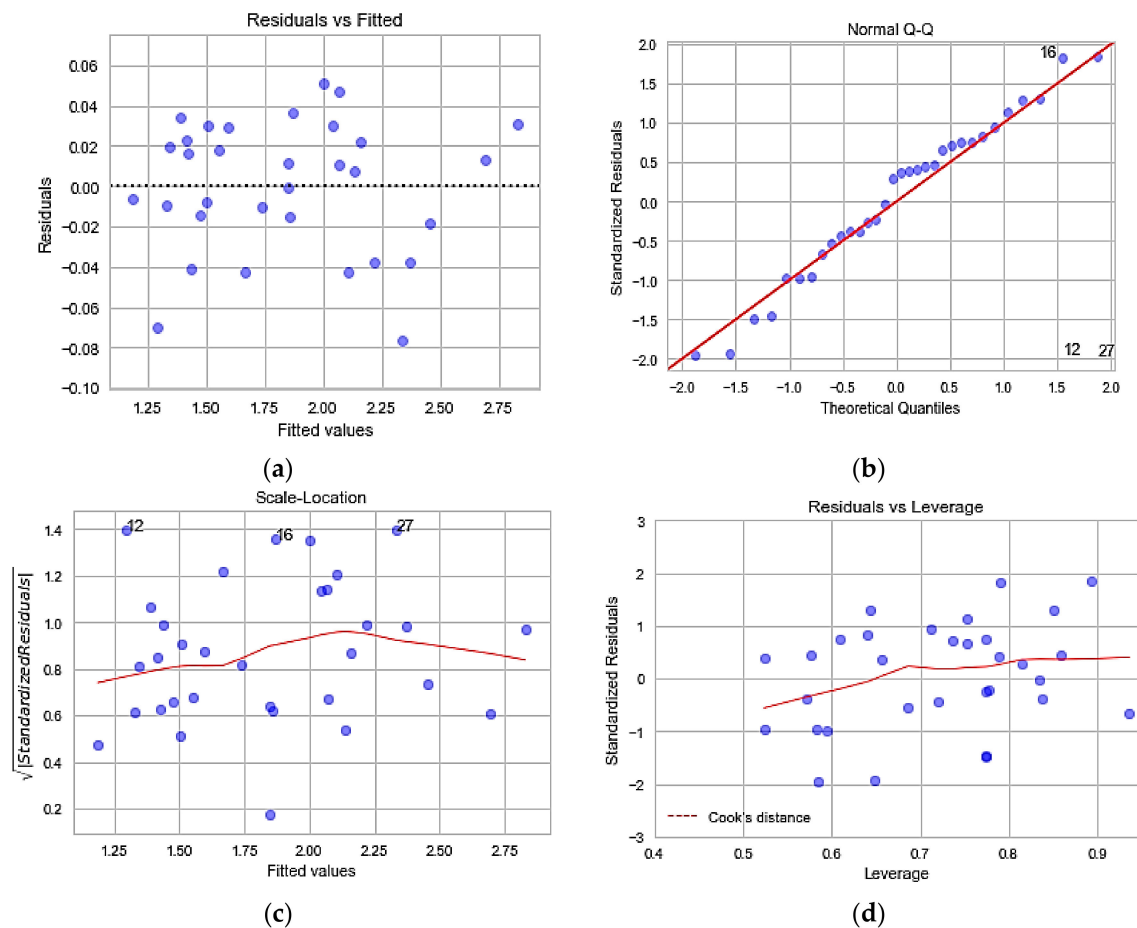 Residuals vs Fitted
0.06
0.04
0.02
0.00
−0.02
−0.04
−0.06
−0.08
−0.10
Residuals
1.25 1.50 1.75 2.00 2.25 2.50 2.75
Fitted values
(a)
Normal Q-Q
2.0
1.5
1.0
0.5
0.0
−0.5
−1.0
−1.5
−2.0
Standardized Residuals
16
12 27
−2.0 −1.5 −1.0 −0.5 0.0 0.5 1.0 1.5 2.0
Theoretical Quantiles
(b)
Scale-Location
1.4
1.2
1.0
0.8
0.6
0.4
0.2
√|StandardizedResiduals|
12 16 27
1.25 1.50 1.75 2.00 2.25 2.50 2.75
Fitted values
(c)
Residuals vs Leverage
3
2
1
0
−1
−2
−3
Standardized Residuals
Cook's distance
0.4 0.5 0.6 0.7 0.8 0.9
Leverage
(d)